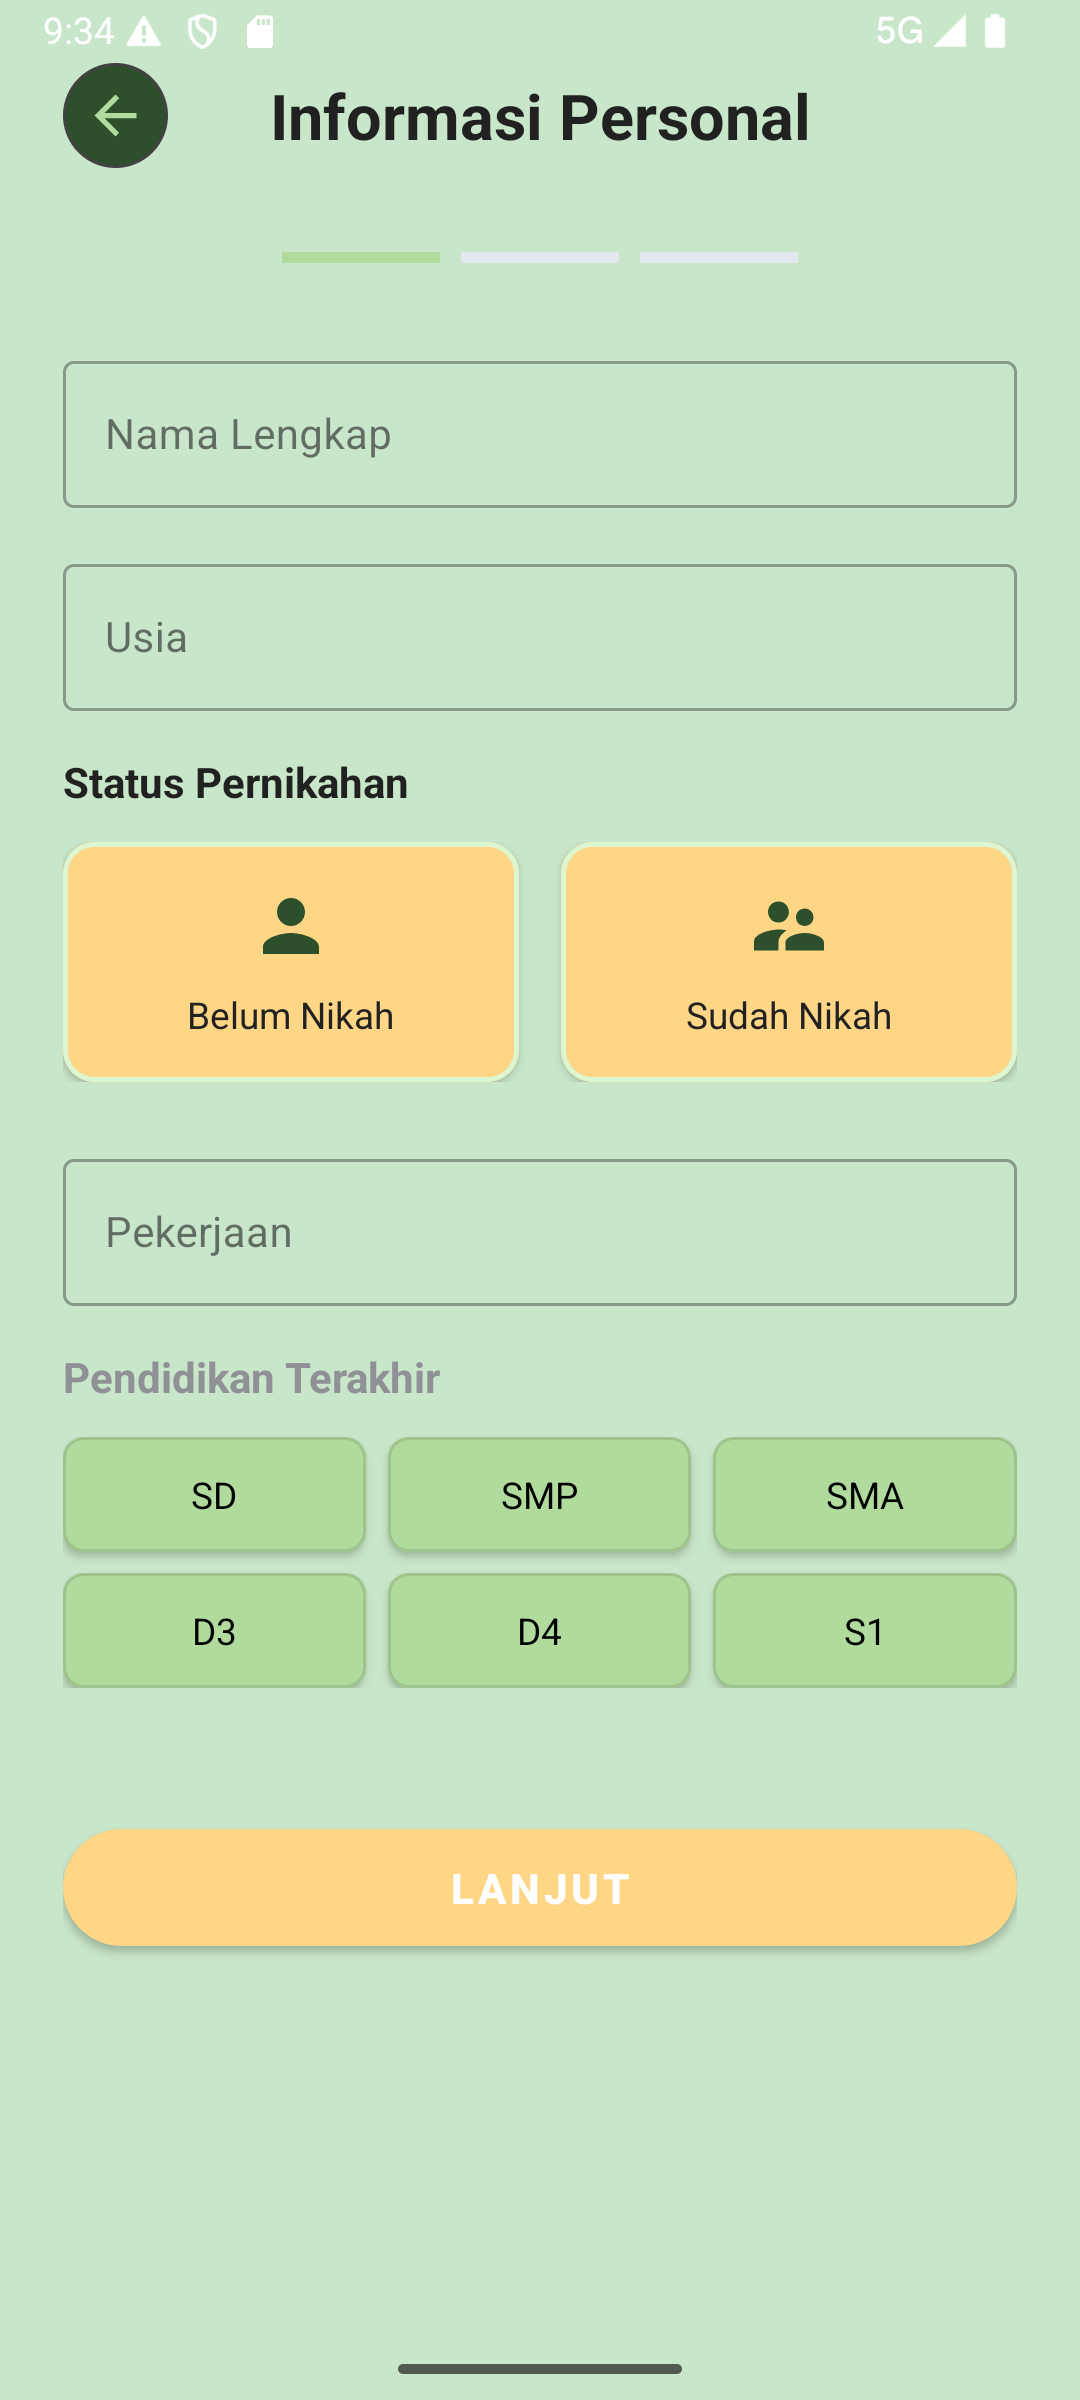 9:34
5G
Informasi Personal
Nama Lengkap
Usia
Status Pernikahan
Belum Nikah
Sudah Nikah
Pekerjaan
Pendidikan Terakhir
SD
SMP
SMA
D3
D4
S1
LANJUT